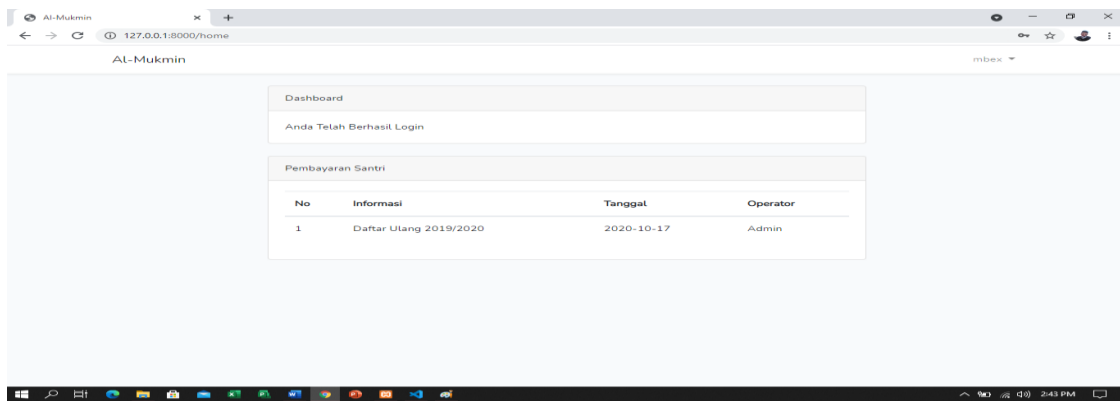 Al-Mukmin
127.0.0.1:8000/home
Al-Mukmin mbex
Dashboard
Anda Telah Berhasil Login
Pembayaran Santri
No Informasi Tanggal Operator
1 Daftar Ulang 2019/2020 2020-10-17 Admin
2:43 PM